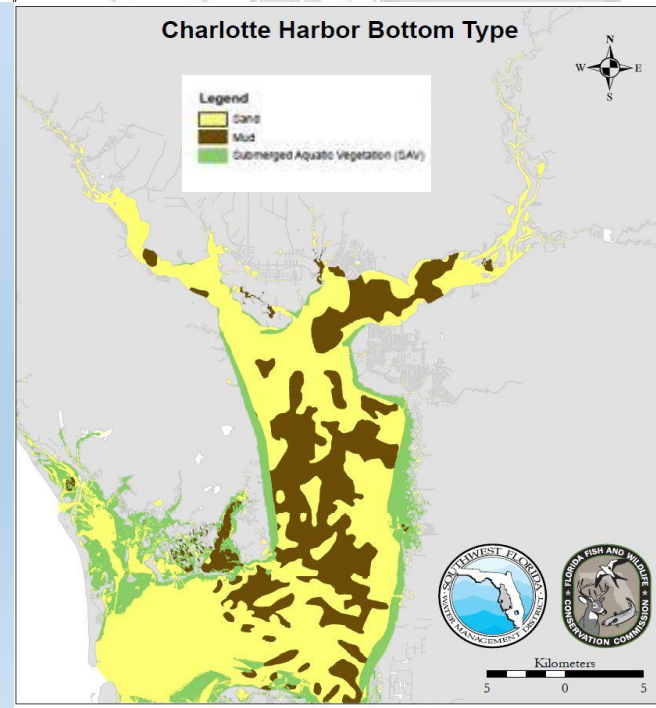 Charlotte Harbor Bottom Type
N
W E
S
Legend
Sand
Mud
Submerged Aquatic Vegetation (SAV)
SOUTHWEST FLORIDA
WATER MANAGEMENT DISTRICT
FLORIDA FISH AND WILDLIFE
CONSERVATION COMMISSION
Kilometers
5 0 5